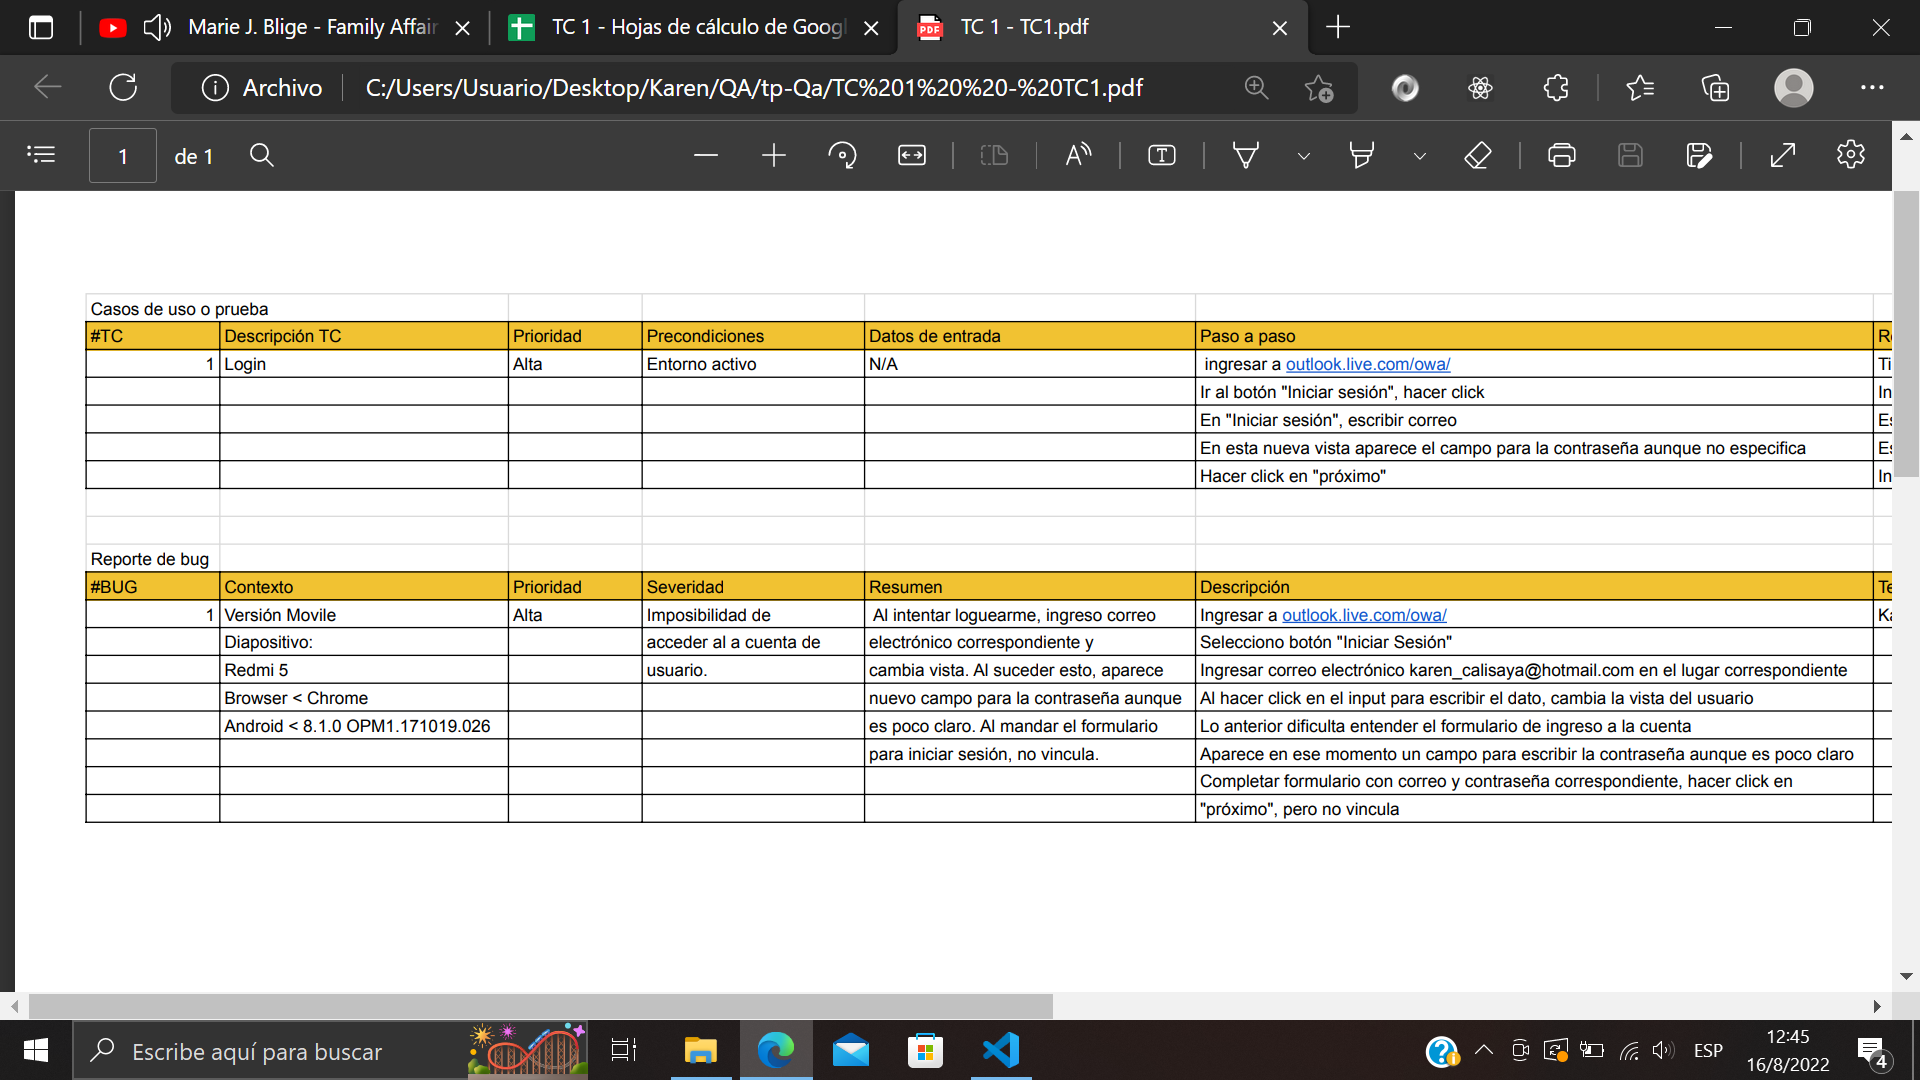 Marie J. Blige - Family Affair
TC 1 - Hojas de cálculo de Googl
TC 1 - TC1.pdf
Archivo
C:/Users/Usuario/Desktop/Karen/QA/tp-Qa/TC%201%20%20-%20TC1.pdf
1 de 1
Casos de uso o prueba
#TC Descripción TC Prioridad Precondiciones Datos de entrada Paso a paso R
1 Login Alta Entorno activo N/A ingresar a outlook.live.com/owa/ Ti
Ir al botón "Iniciar sesión", hacer click In
En "Iniciar sesión", escribir correo Es
En esta nueva vista aparece el campo para la contraseña aunque no especifica Es
Hacer click en "próximo" In
Reporte de bug
#BUG Contexto Prioridad Severidad Resumen Descripción Te
1 Versión Movile Alta Imposibilidad de Al intentar loguearme, ingreso correo Ingresar a outlook.live.com/owa/ Ka
Diapositivo: acceder al a cuenta de electrónico correspondiente y Selecciono botón "Iniciar Sesión"
Redmi 5 usuario. cambia vista. Al suceder esto, aparece Ingresar correo electrónico karen_calisaya@hotmail.com en el lugar correspondiente
Browser < Chrome nuevo campo para la contraseña aunque Al hacer click en el input para escribir el dato, cambia la vista del usuario
Android < 8.1.0 OPM1.171019.026 es poco claro. Al mandar el formulario Lo anterior dificulta entender el formulario de ingreso a la cuenta
para iniciar sesión, no vincula. Aparece en ese momento un campo para escribir la contraseña aunque es poco claro
Completar formulario con correo y contraseña correspondiente, hacer click en
"próximo", pero no vincula
Escribe aquí para buscar
ESP
12:45
16/8/2022
4